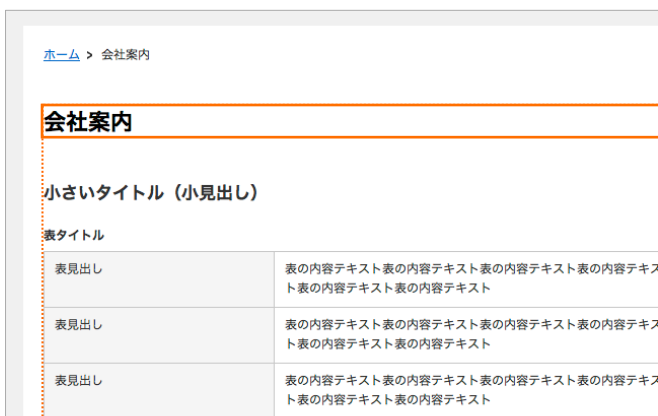 ホーム > 会社案内
会社案内
小さいタイトル（小見出し）
表タイトル
表見出し
表の内容テキスト表の内容テキスト表の内容テキスト表の内容テキス
ト表の内容テキスト表の内容テキスト
表見出し
表の内容テキスト表の内容テキスト表の内容テキスト表の内容テキス
ト表の内容テキスト表の内容テキスト
表見出し
表の内容テキスト表の内容テキスト表の内容テキスト表の内容テキス
ト表の内容テキスト表の内容テキスト